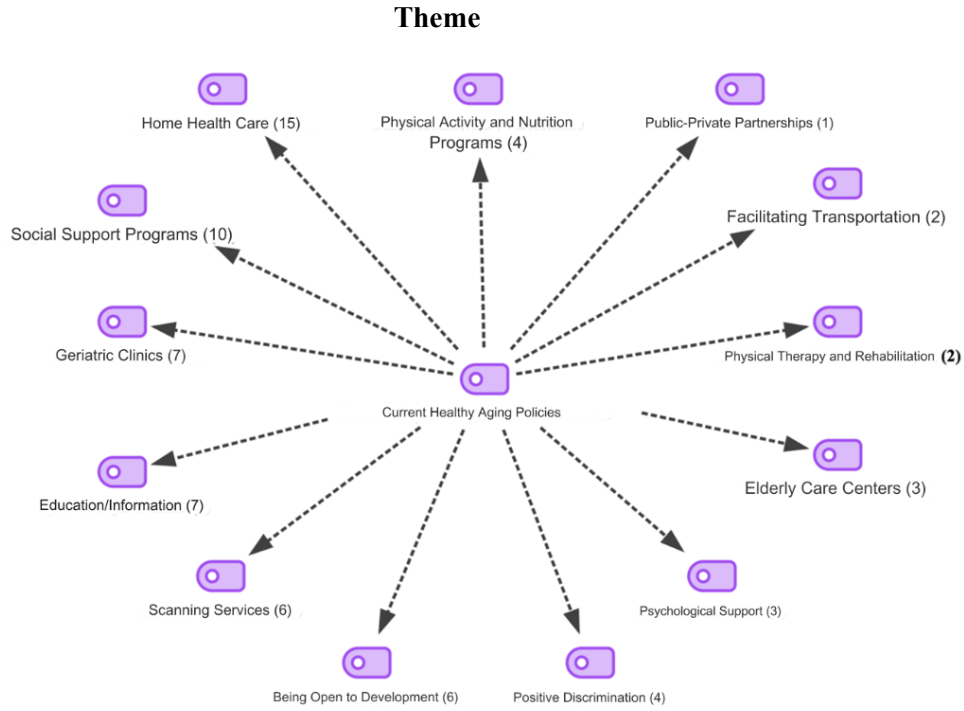 Theme
Home Health Care (15)
Physical Activity and Nutrition
Programs (4)
Public-Private Partnerships (1)
Facilitating Transportation (2)
Social Support Programs (10)
Geriatric Clinics (7)
Physical Therapy and Rehabilitation (2)
Current Healthy Aging Policies
Elderly Care Centers (3)
Education/Information (7)
Scanning Services (6)
Psychological Support (3)
Being Open to Development (6)
Positive Discrimination (4)